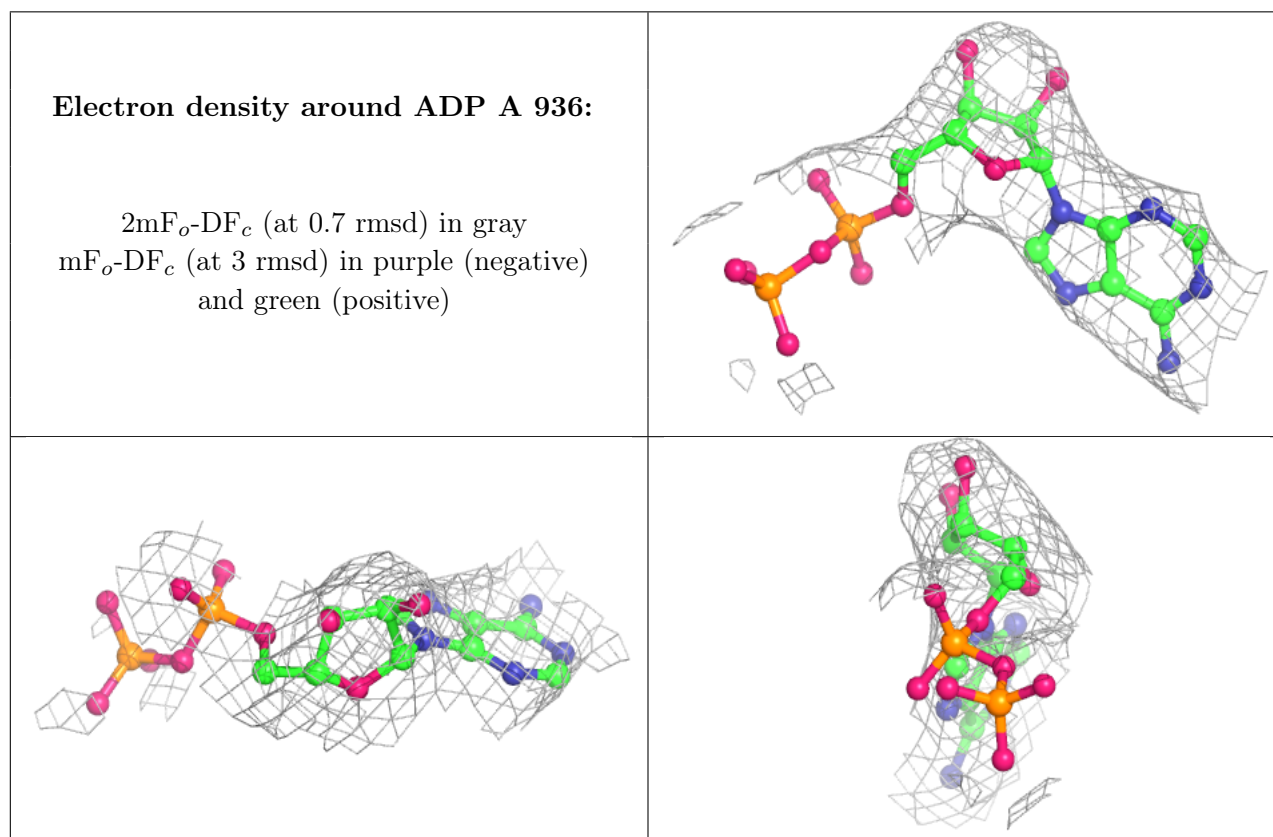 Electron density around ADP A 936:
2mFo-DFc (at 0.7 rmsd) in gray
mFo-DFc (at 3 rmsd) in purple (negative)
and green (positive)